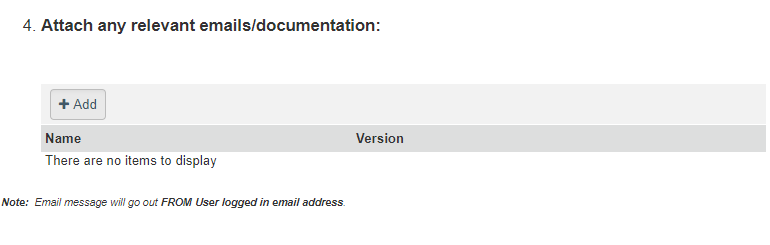 4. Attach any relevant emails/documentation:
+ Add
Name Version
There are no items to display
Note: Email message will go out FROM User logged in email address.